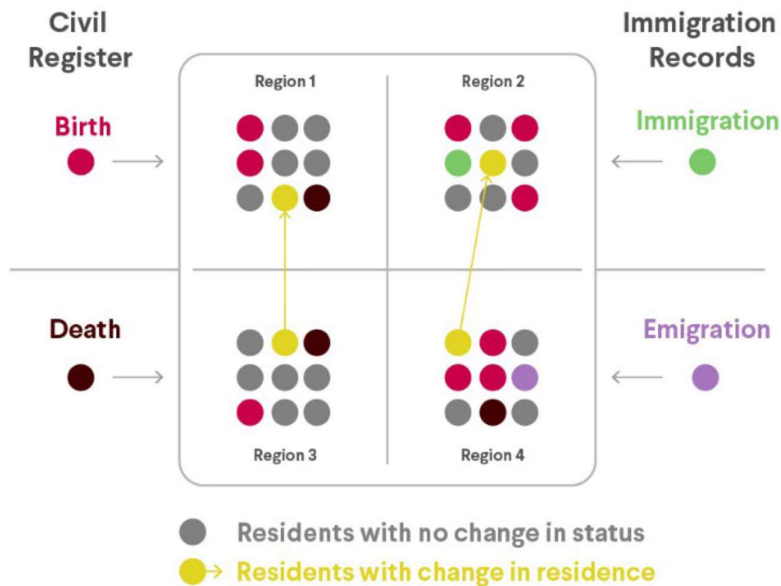 Civil
Register
Immigration
Records
Region 1
Region 2
Birth
Immigration
Death
Emigration
Region 3
Region 4
Residents with no change in status
Residents with change in residence